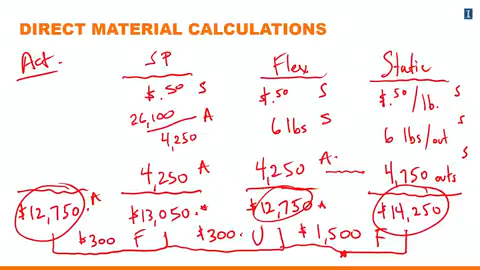 DIRECT MATERIAL CALCULATIONS
Act. SP Flex Static
$.50 S $.50 S $.50/lb. S
26,100 A 6 lbs S 6 lbs/out S
4,250
4,250 A 4,250 A. 4,750 outs S
$12,750. A $13,050. $12,750 A $14,250
$300 F $300. U $1,500 F